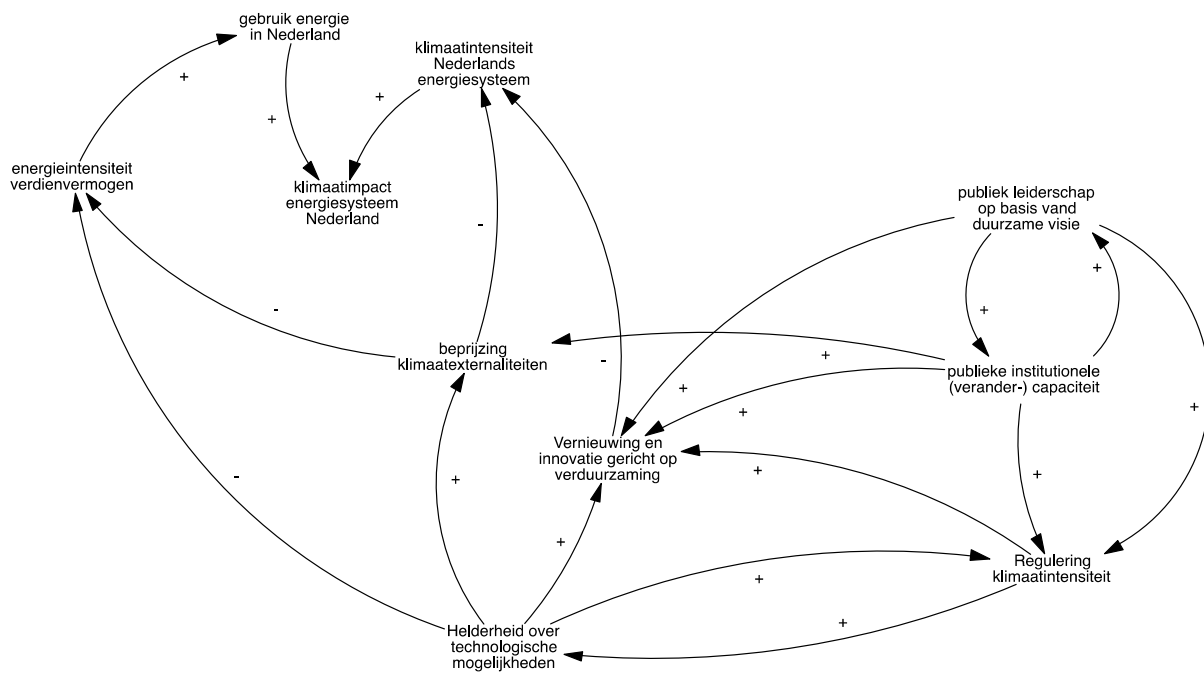 gebruik energie
in Nederland
klimaatintensiteit
Nederlands
energiesysteem
+
+
+
energieintensiteit
verdienvermogen
klimaatimpact
energiesysteem
Nederland
publiek leiderschap
op basis vand
duurzame visie
-
+
-
+
beprijzing
klimaatexternaliteiten
+
-
publieke institutionele
(verander-) capaciteit
+
+
+
Vernieuwing en
innovatie gericht op
verduurzaming
-
+
+
+
+
Regulering
klimaatintensiteit
+
+
Helderheid over
technologische
mogelijkheden